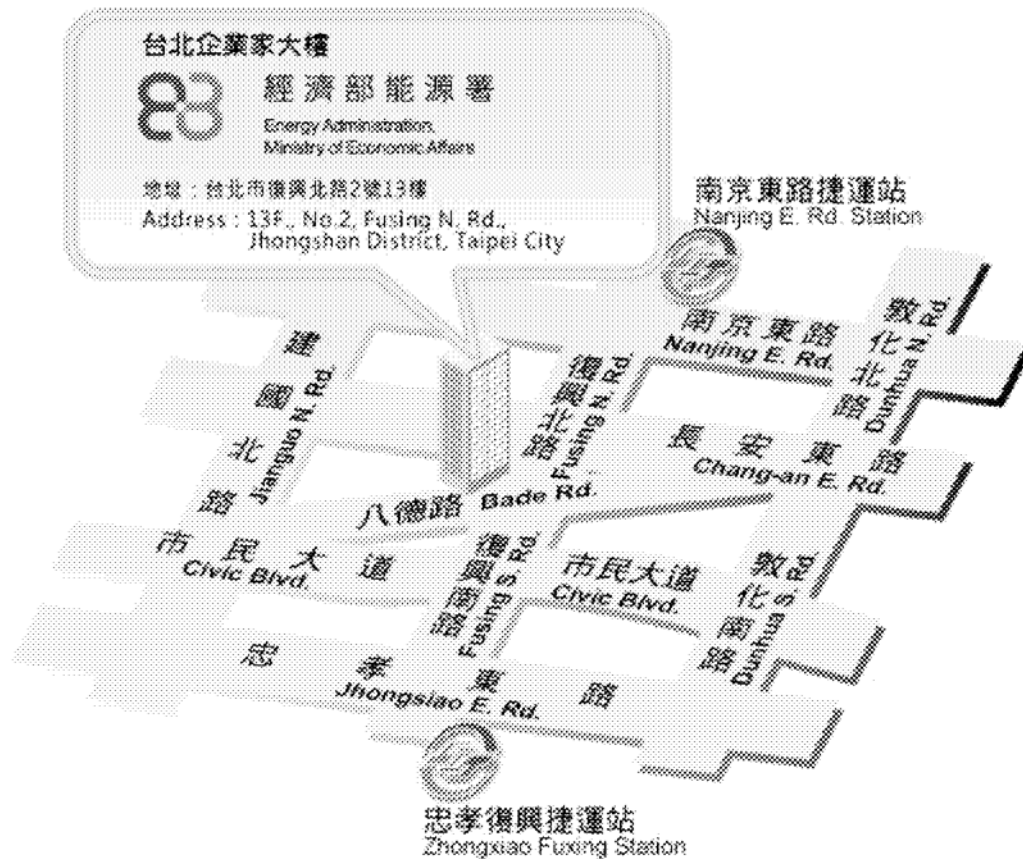 台北企業家大樓
經濟部能源署
Energy Administration,
Ministry of Economic Affairs
地址：台北市復興北路2號13樓
Address : 13F., No.2, Fusing N. Rd.,
Jhongshan District, Taipei City
南京東路捷運站
Nanjing E. Rd. Station
南京東路
Nanjing E. Rd.
敦化北路
Dunhua N. Rd.
建國北路
Jianguo N. Rd.
復興北路
Fusing N. Rd.
長安東路
Chang-an E. Rd.
八德路 Bade Rd.
市民大道
Civic Blvd.
復興南路
Fusing S. Rd.
市民大道
Civic Blvd.
敦化南路
Dunhua S. Rd.
忠孝東路
Jhongsiao E. Rd.
忠孝復興捷運站
Zhongxiao Fuxing Station